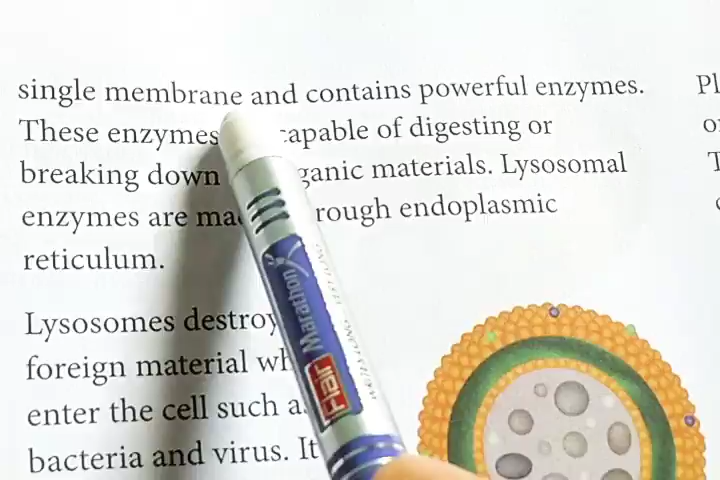 single membrane and contains powerful enzymes.
These enzymes capable of digesting or
breaking down ganic materials. Lysosomal
enzymes are ma rough endoplasmic
reticulum.
Lysosomes destroy
foreign material wh
enter the cell such a
bacteria and virus. It
Pl
o
T
Marathon
Flair